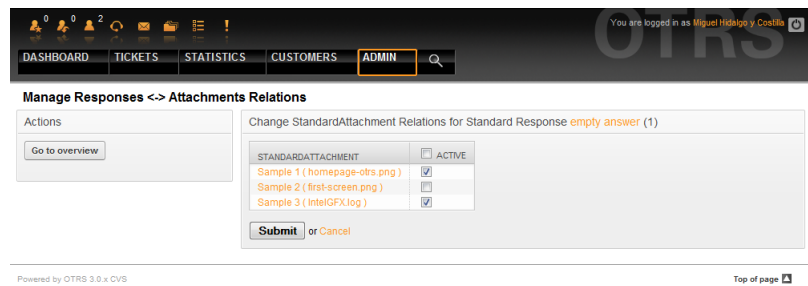 0 0 2
You are logged in as Miguel Hidalgo y Costilla
OTRS
DASHBOARD TICKETS STATISTICS CUSTOMERS ADMIN
Manage Responses <-> Attachments Relations
Actions
Go to overview
Change StandardAttachment Relations for Standard Response empty answer (1)
STANDARDATTACHMENT ACTIVE
Sample 1 ( homepage-otrs.png )
Sample 2 ( first-screen.png )
Sample 3 ( IntelGFX.log )
Submit or Cancel
Powered by OTRS 3.0.x CVS
Top of page